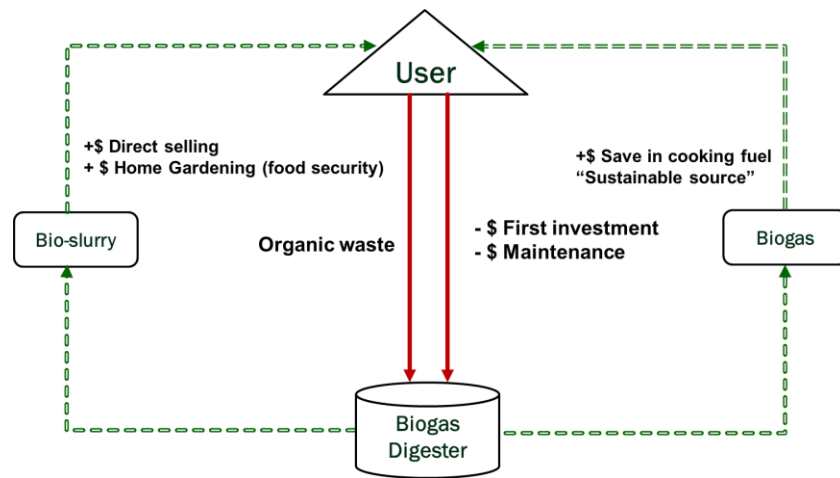 User
+$ Direct selling
+ $ Home Gardening (food security)
+$ Save in cooking fuel
“Sustainable source”
Bio-slurry
Organic waste
- $ First investment
- $ Maintenance
Biogas
Biogas
Digester